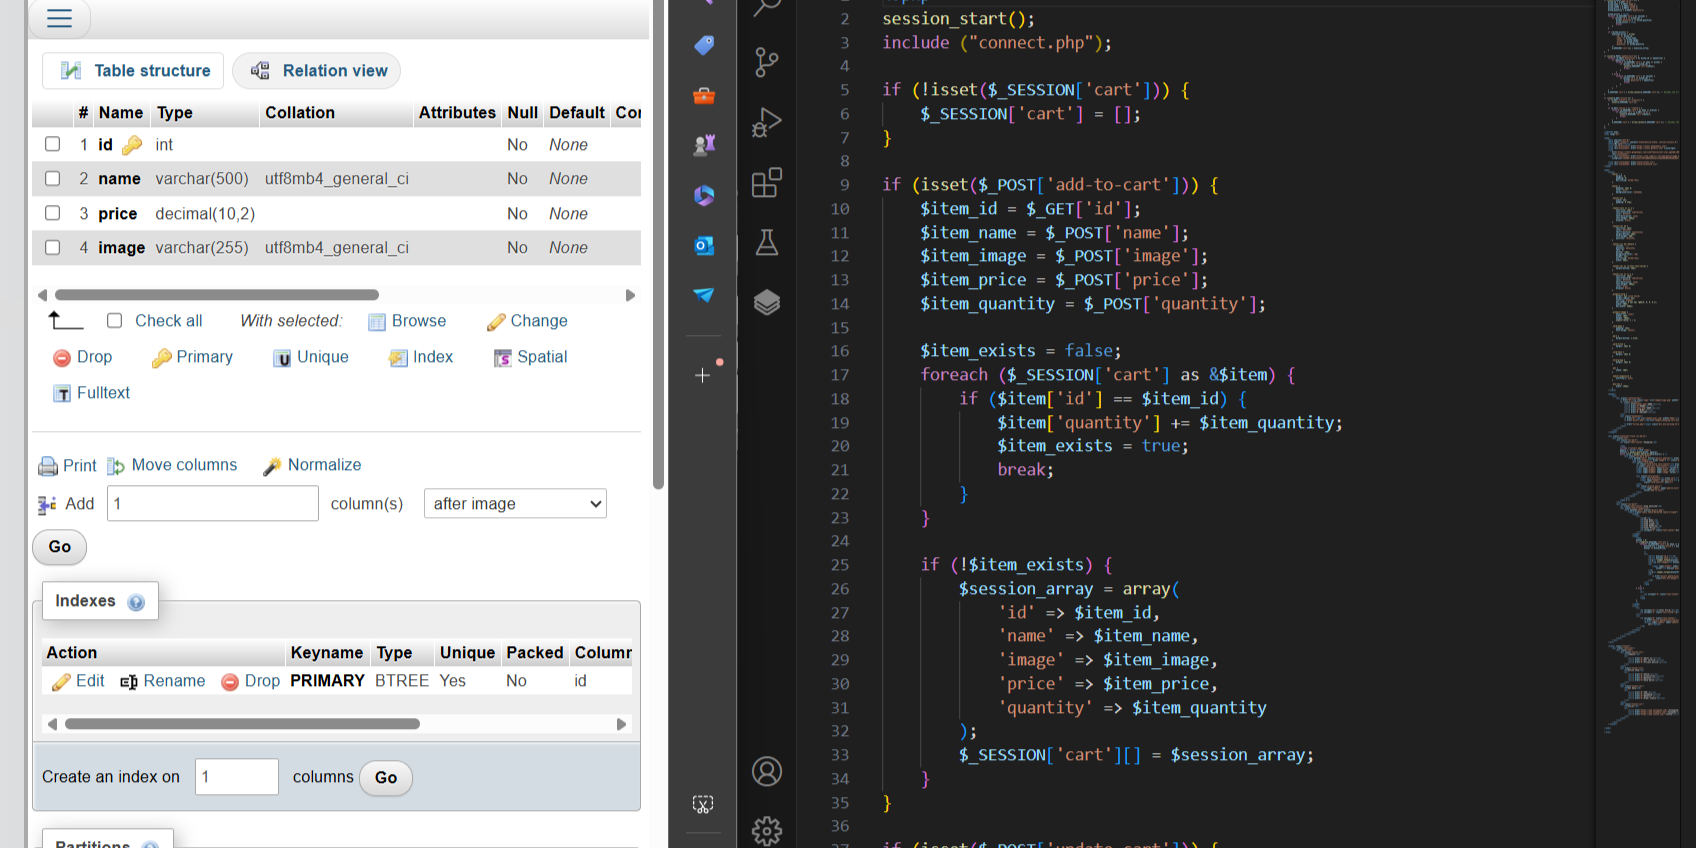 Table structure
Relation view
# Name Type Collation Attributes Null Default
1 id int No None
2 name varchar(500) utf8mb4_general_ci No None
3 price decimal(10,2) No None
4 image varchar(255) utf8mb4_general_ci No None
Check all With selected: Browse Change
Drop Primary Unique Index Spatial
Fulltext
Print Move columns Normalize
Add 1 column(s) after image
Go
Indexes
Action Keyname Type Unique Packed Column
Edit Rename Drop PRIMARY BTREE Yes No id
Create an index on 1 columns Go
Partitions
2 session_start();
3 include ("connect.php");
4
5 if (!isset($_SESSION['cart'])) {
6 $_SESSION['cart'] = [];
7 }
8
9 if (isset($_POST['add-to-cart'])) {
10 $item_id = $_GET['id'];
11 $item_name = $_POST['name'];
12 $item_image = $_POST['image'];
13 $item_price = $_POST['price'];
14 $item_quantity = $_POST['quantity'];
15
16 $item_exists = false;
17 foreach ($_SESSION['cart'] as &$item) {
18 if ($item['id'] == $item_id) {
19 $item['quantity'] += $item_quantity;
20 $item_exists = true;
21 break;
22 }
23 }
24
25 if (!$item_exists) {
26 $session_array = array(
27 'id' => $item_id,
28 'name' => $item_name,
29 'image' => $item_image,
30 'price' => $item_price,
31 'quantity' => $item_quantity
32 );
33 $_SESSION['cart'][] = $session_array;
34 }
35 }
36
37 if (isset($_POST['update-cart'])) {